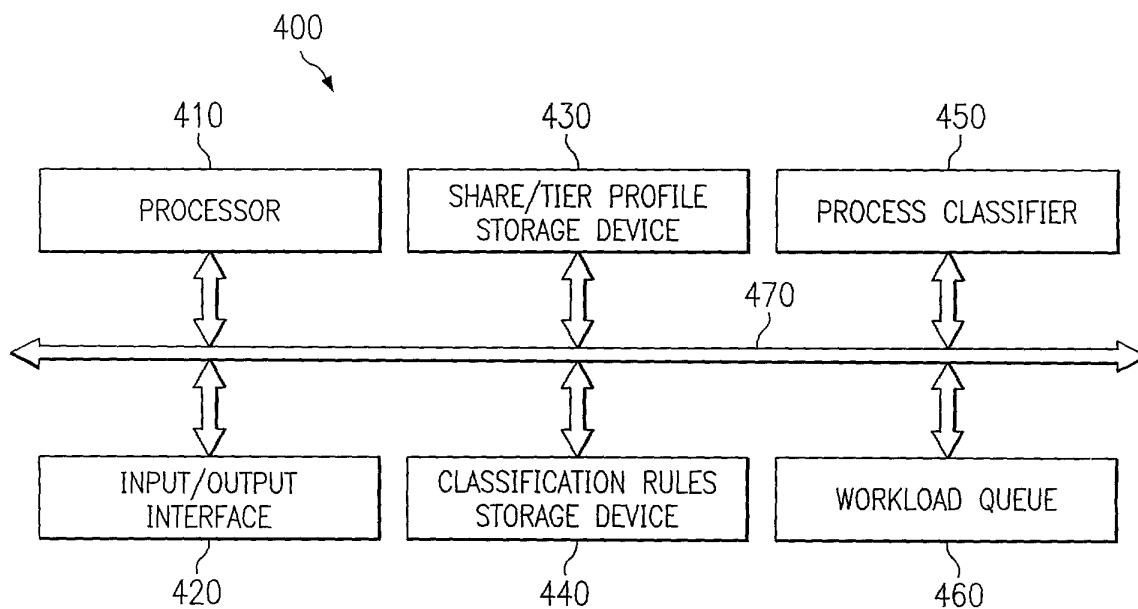 400
410
430
450
PROCESSOR
SHARE/TIER PROFILE
STORAGE DEVICE
PROCESS CLASSIFIER
470
INPUT/OUTPUT
INTERFACE
CLASSIFICATION RULES
STORAGE DEVICE
WORKLOAD QUEUE
420
440
460